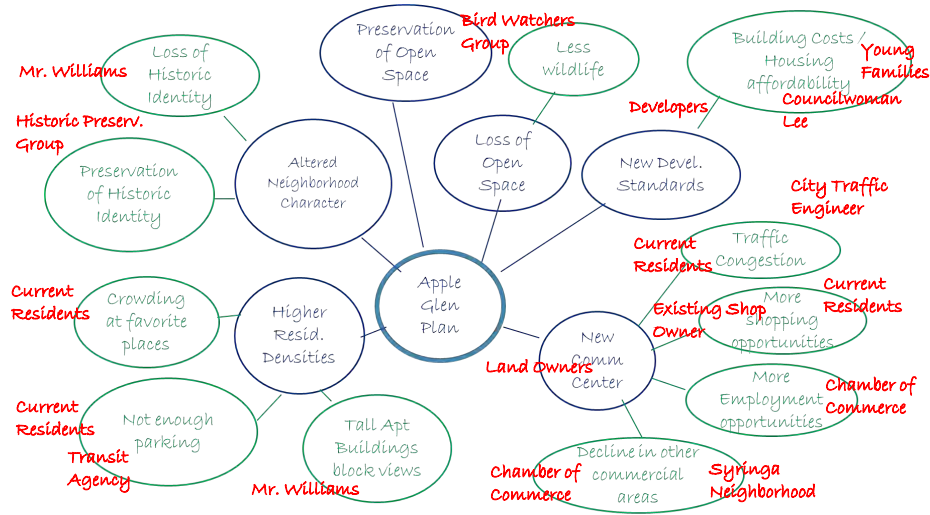 Preservation
of Open
Space
Bird Watchers
Group
Less
wildlife
Building Costs /
Housing
affordability
Young
Families
Councilwoman
Lee
Developers
Loss of
Historic
Identity
Mr. Williams
Historic Preserv.
Group
Preservation
of Historic
Identity
Altered
Neighborhood
Character
Loss of
Open
Space
New Devel.
Standards
City Traffic
Engineer
Current
Residents
Traffic
Congestion
Current
Residents
Crowding
at favorite
places
Higher
Resid.
Densities
Apple
Glen
Plan
Existing Shop
Owner
More
shopping
opportunities
Current
Residents
Land Owners
New
Comm
Center
More
Employment
opportunities
Chamber of
Commerce
Current
Residents
Transit
Agency
Not enough
parking
Tall Apt
Buildings
block views
Mr. Williams
Chamber of
Commerce
Decline in other
commercial
areas
Syringa
Neighborhood